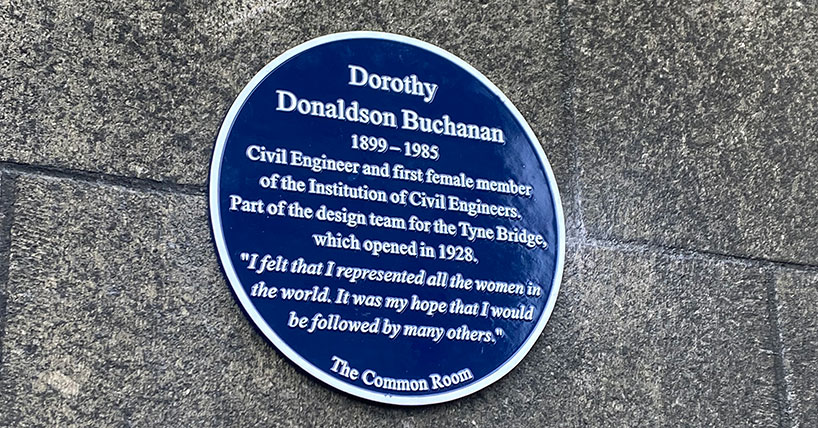 Dorothy
Donaldson Buchanan
1899 – 1985
Civil Engineer and first female member
of the Institution of Civil Engineers.
Part of the design team for the Tyne Bridge,
which opened in 1928.
"I felt that I represented all the women in
the world. It was my hope that I would
be followed by many others."
The Common Room